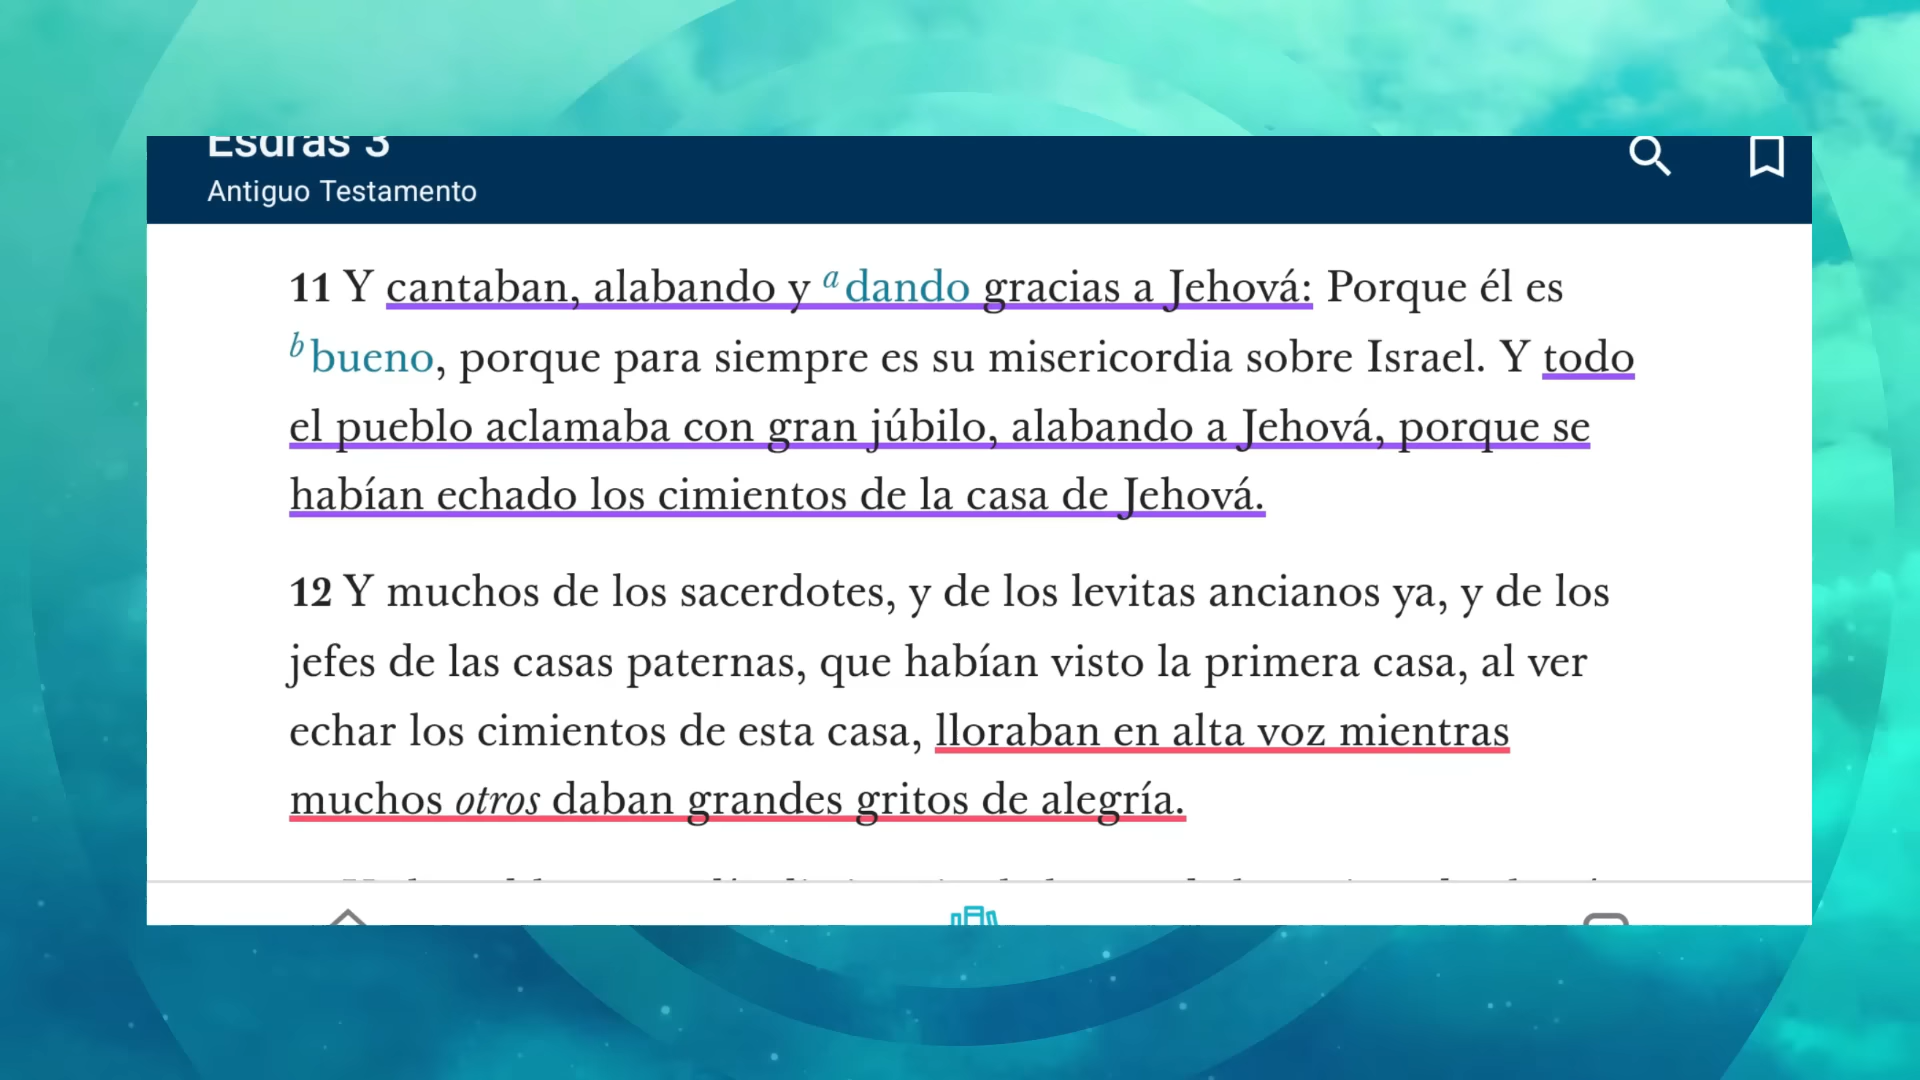 Esdras 3
Antiguo Testamento
11 Y cantaban, alabando y a dando gracias a Jehová: Porque él es
b bueno, porque para siempre es su misericordia sobre Israel. Y todo
el pueblo aclamaba con gran júbilo, alabando a Jehová, porque se
habían echado los cimientos de la casa de Jehová.
12 Y muchos de los sacerdotes, y de los levitas ancianos ya, y de los
jefes de las casas paternas, que habían visto la primera casa, al ver
echar los cimientos de esta casa, lloraban en alta voz mientras
muchos otros daban grandes gritos de alegría.